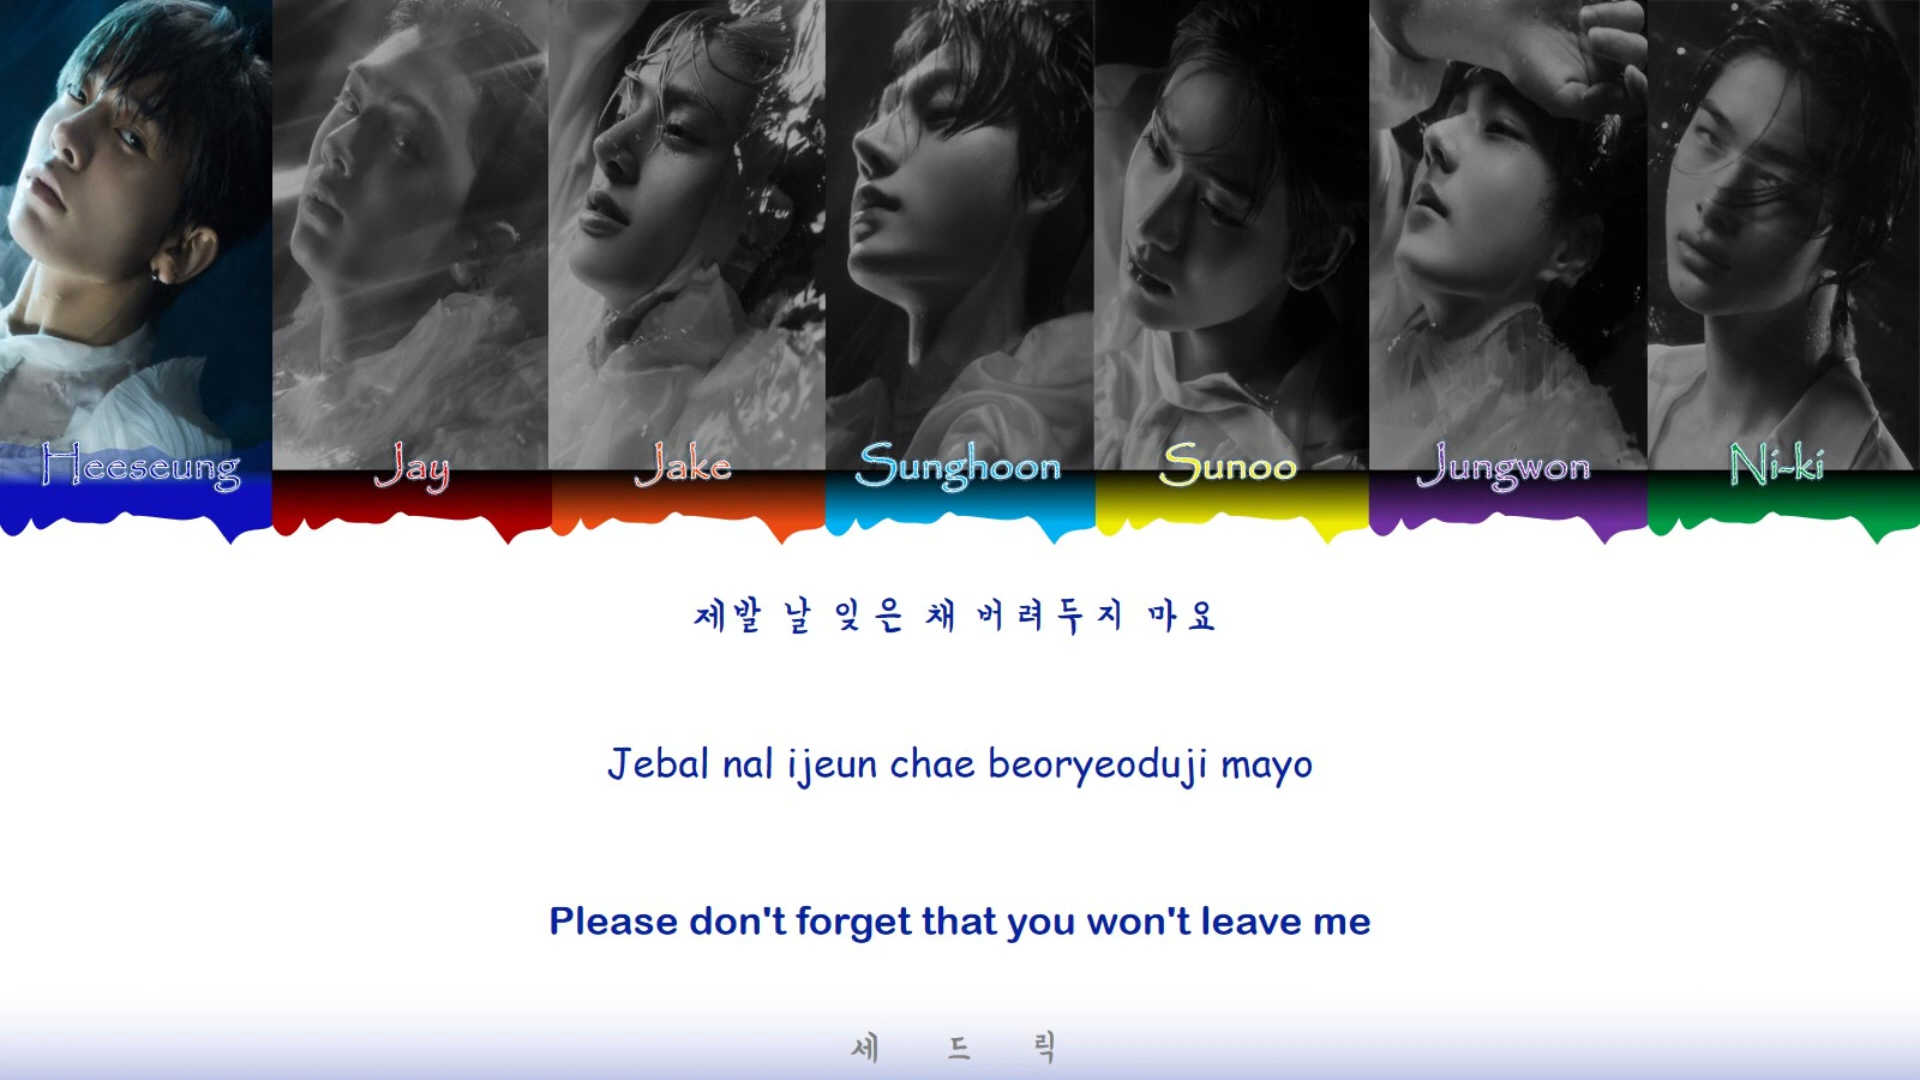 Heeseung Jay Jake Sunghoon Sunoo Jungwon Ni-ki
제발 날 잊은 채 버려두지 마요
Jebal nal ijeun chae beoryeoduji mayo
Please don't forget that you won't leave me
세 드 릭